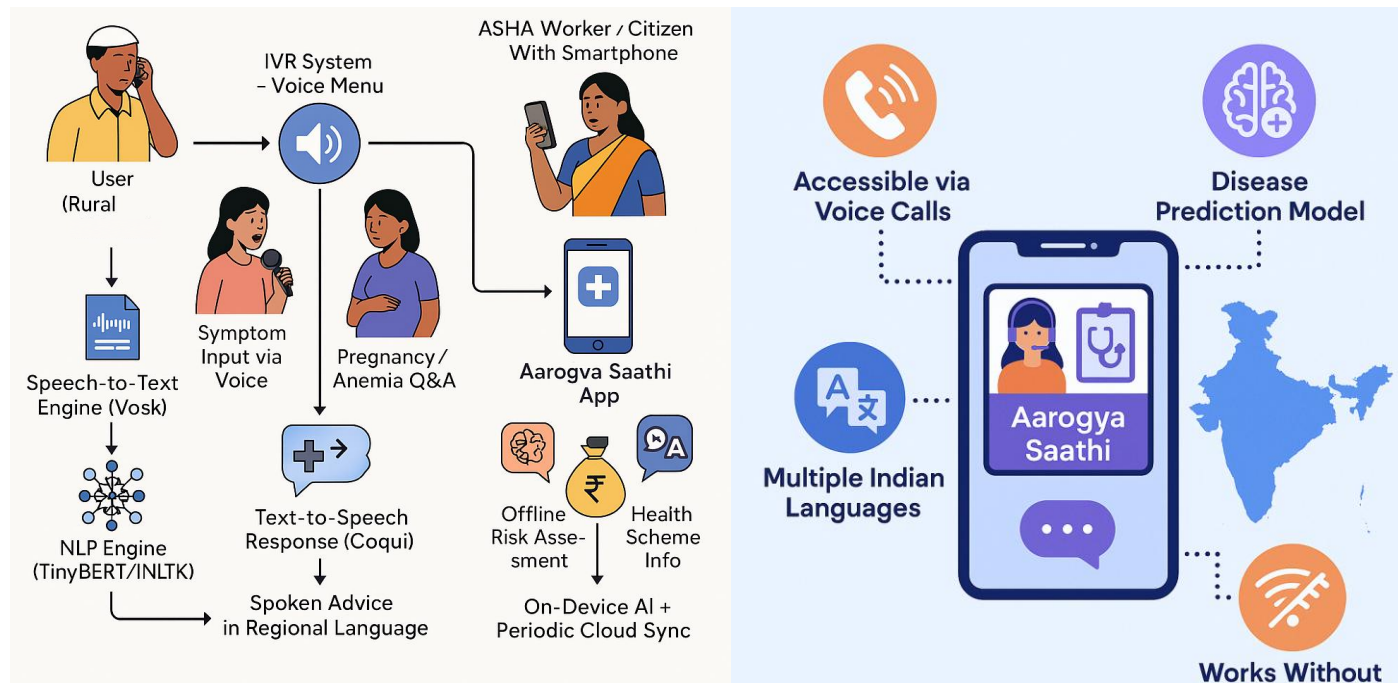 ASHA Worker / Citizen
With Smartphone
IVR System
– Voice Menu
User
(Rural
Symptom
Input via
Voice
Pregnancy/
Anemia Q&A
Speech-to-Text
Engine (Vosk)
Aarogva Saathi
App
NLP Engine
(TinyBERT/INLTK)
Text-to-Speech
Response (Coqui)
Spoken Advice
in Regional Language
₹
A
Offline
Risk Asse-
sment
Health
Scheme
Info
On-Device AI +
Periodic Cloud Sync
Accessible via
Voice Calls
Disease
Prediction Model
A
文
Multiple Indian
Languages
Aarogya
Saathi
Works Without